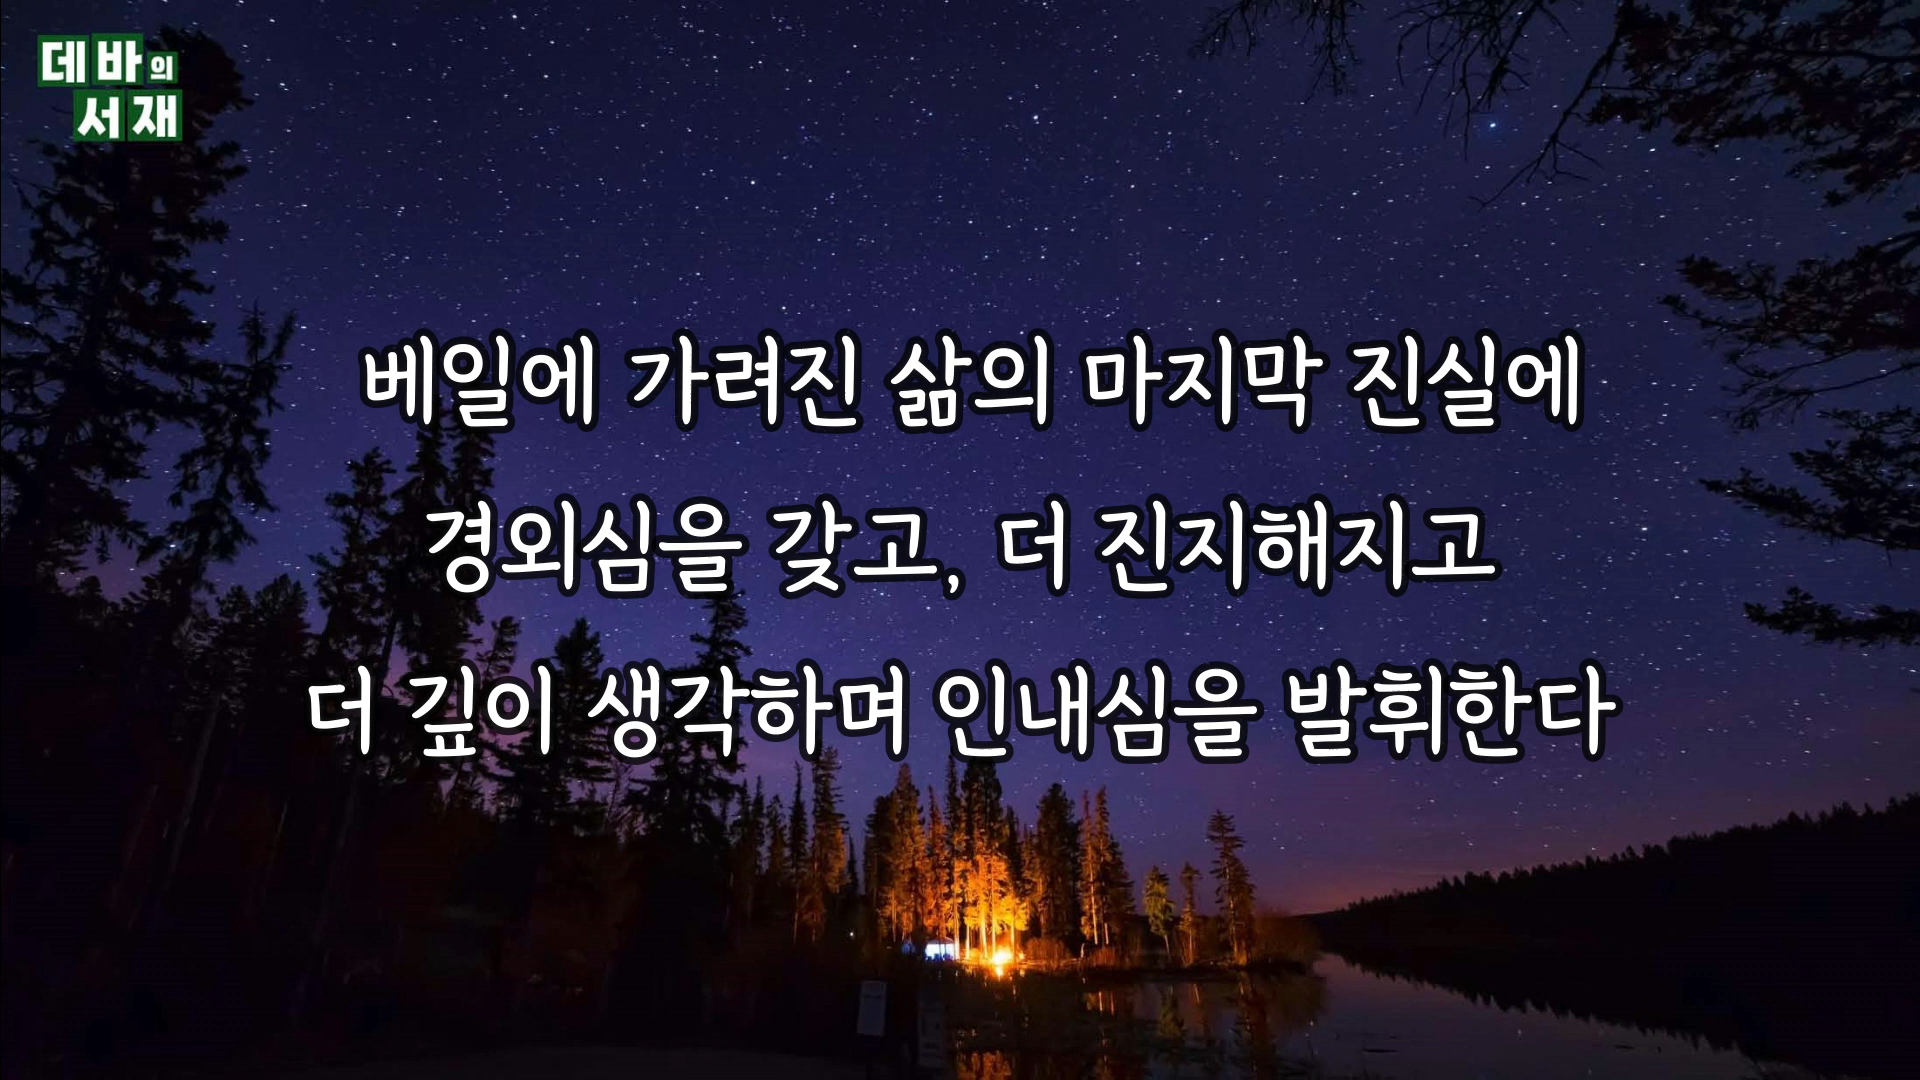 데바의
서재
베일에 가려진 삶의 마지막 진실에
경외심을 갖고, 더 진지해지고
더 깊이 생각하며 인내심을 발휘한다